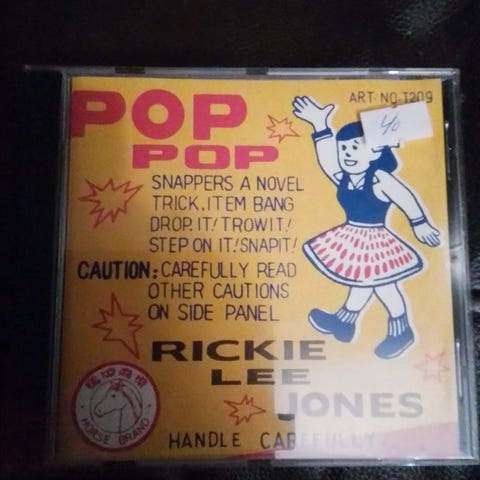 POP
POP
ART. NO. T209
40
SNAPPERS A NOVEL
TRICK. ITEM BANG
DROP. IT! TROWIT!
STEP ON IT! SNAPIT!
CAUTION: CAREFULLY READ
OTHER CAUTIONS
ON SIDE PANEL
RICKIE
LEE
JONES
HORSE BRAND
HANDLE CAREFULLY.